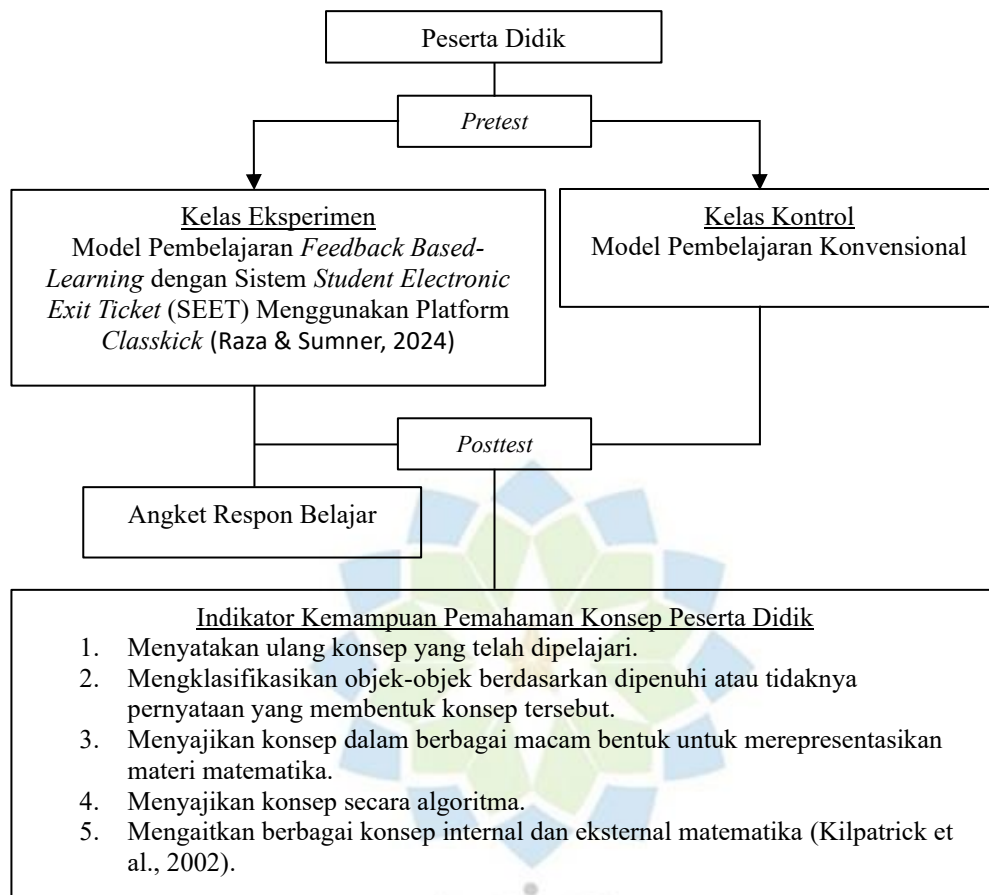 Peserta Didik
Pretest
Kelas Eksperimen
Model Pembelajaran Feedback Based-
Learning dengan Sistem Student Electronic
Exit Ticket (SEET) Menggunakan Platform
Classkick (Raza & Sumner, 2024)
Kelas Kontrol
Model Pembelajaran Konvensional
Posttest
Angket Respon Belajar
Indikator Kemampuan Pemahaman Konsep Peserta Didik
1. Menyatakan ulang konsep yang telah dipelajari.
2. Mengklasifikasikan objek-objek berdasarkan dipenuhi atau tidaknya
pernyataan yang membentuk konsep tersebut.
3. Menyajikan konsep dalam berbagai macam bentuk untuk merepresentasikan
materi matematika.
4. Menyajikan konsep secara algoritma.
5. Mengaitkan berbagai konsep internal dan eksternal matematika (Kilpatrick et
al., 2002).